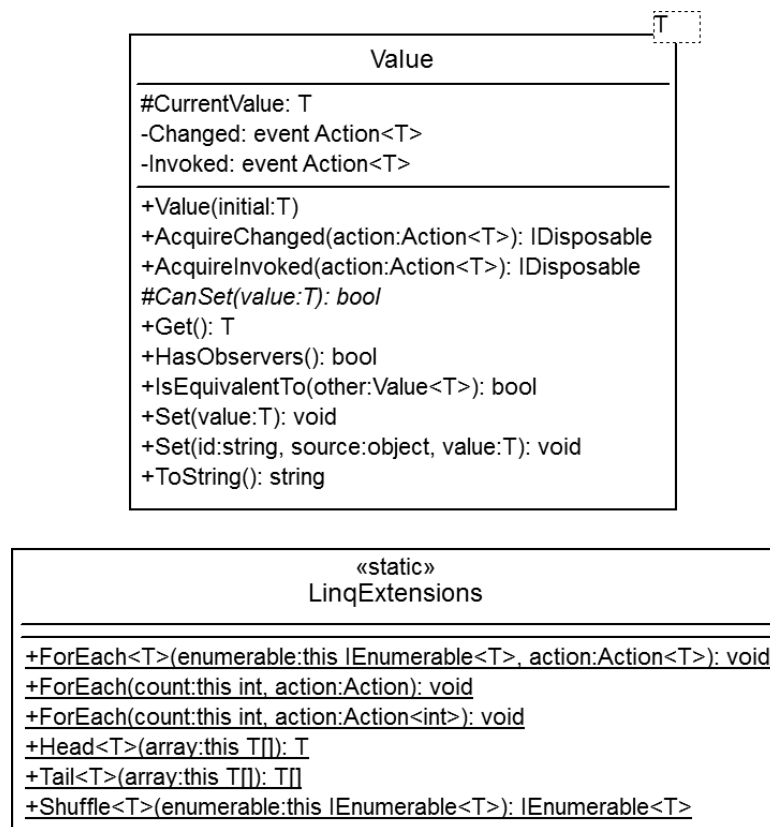 T
Value
#CurrentValue: T
-Changed: event Action<T>
-Invoked: event Action<T>
+Value(initial:T)
+AcquireChanged(action:Action<T>): IDisposable
+AcquireInvoked(action:Action<T>): IDisposable
#CanSet(value:T): bool
+Get(): T
+HasObservers(): bool
+IsEquivalentTo(other:Value<T>): bool
+Set(value:T): void
+Set(id:string, source:object, value:T): void
+ToString(): string
«static»
LinqExtensions
+ForEach<T>(enumerable:this IEnumerable<T>, action:Action<T>): void
+ForEach(count:this int, action:Action): void
+ForEach(count:this int, action:Action<int>): void
+Head<T>(array:this T[]): T
+Tail<T>(array:this T[]): T[]
+Shuffle<T>(enumerable:this IEnumerable<T>): IEnumerable<T>